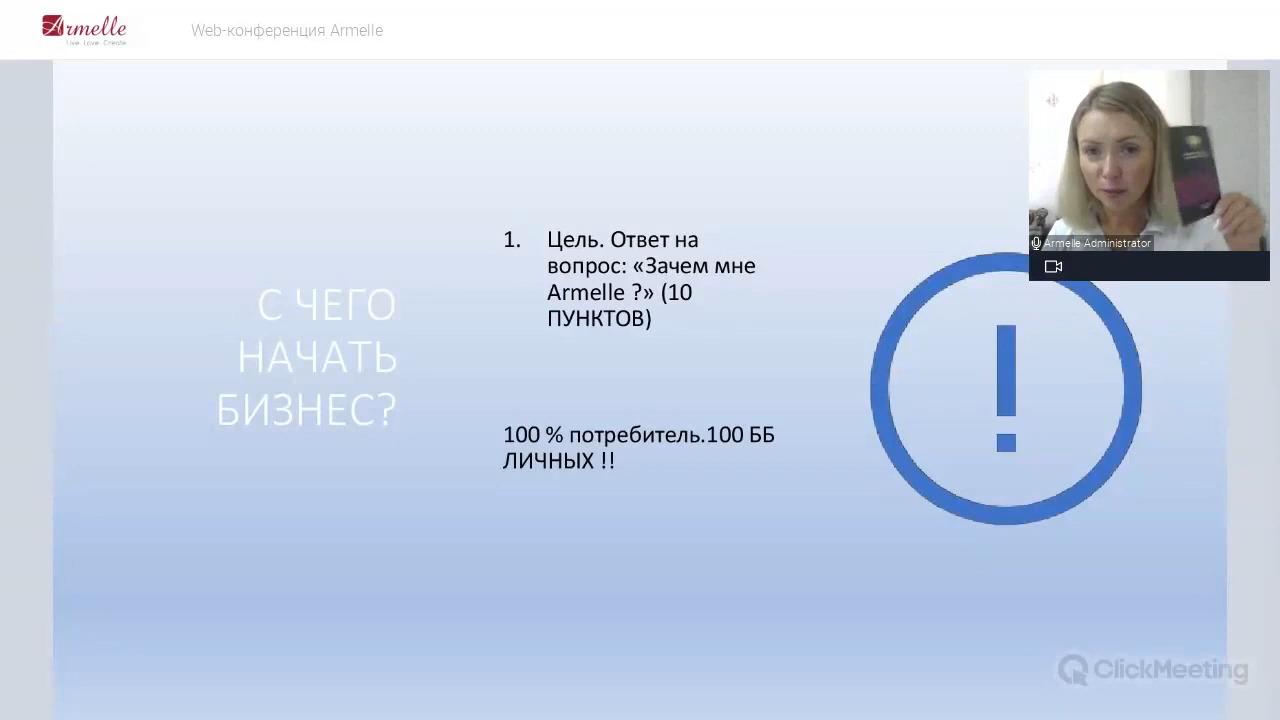 Armelle
Live. Love. Create.
Web-конференция Armelle
С ЧЕГО
НАЧАТЬ
БИЗНЕС?
1. Цель. Ответ на
вопрос: «Зачем мне
Armelle ?» (10
ПУНКТОВ)
100 % потребитель.100 ББ
ЛИЧНЫХ !!
Armelle Administrator
ClickMeeting